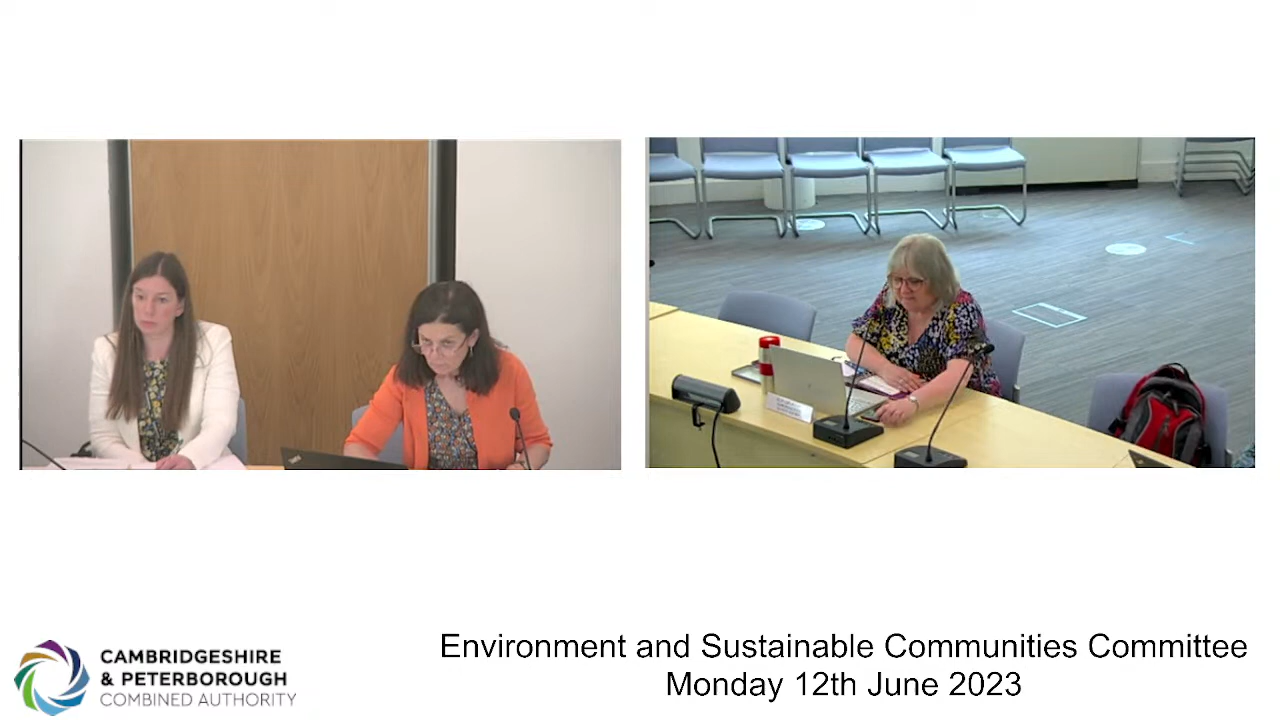 CAMBRIDGESHIRE
& PETERBOROUGH
COMBINED AUTHORITY
Environment and Sustainable Communities Committee
Monday 12th June 2023